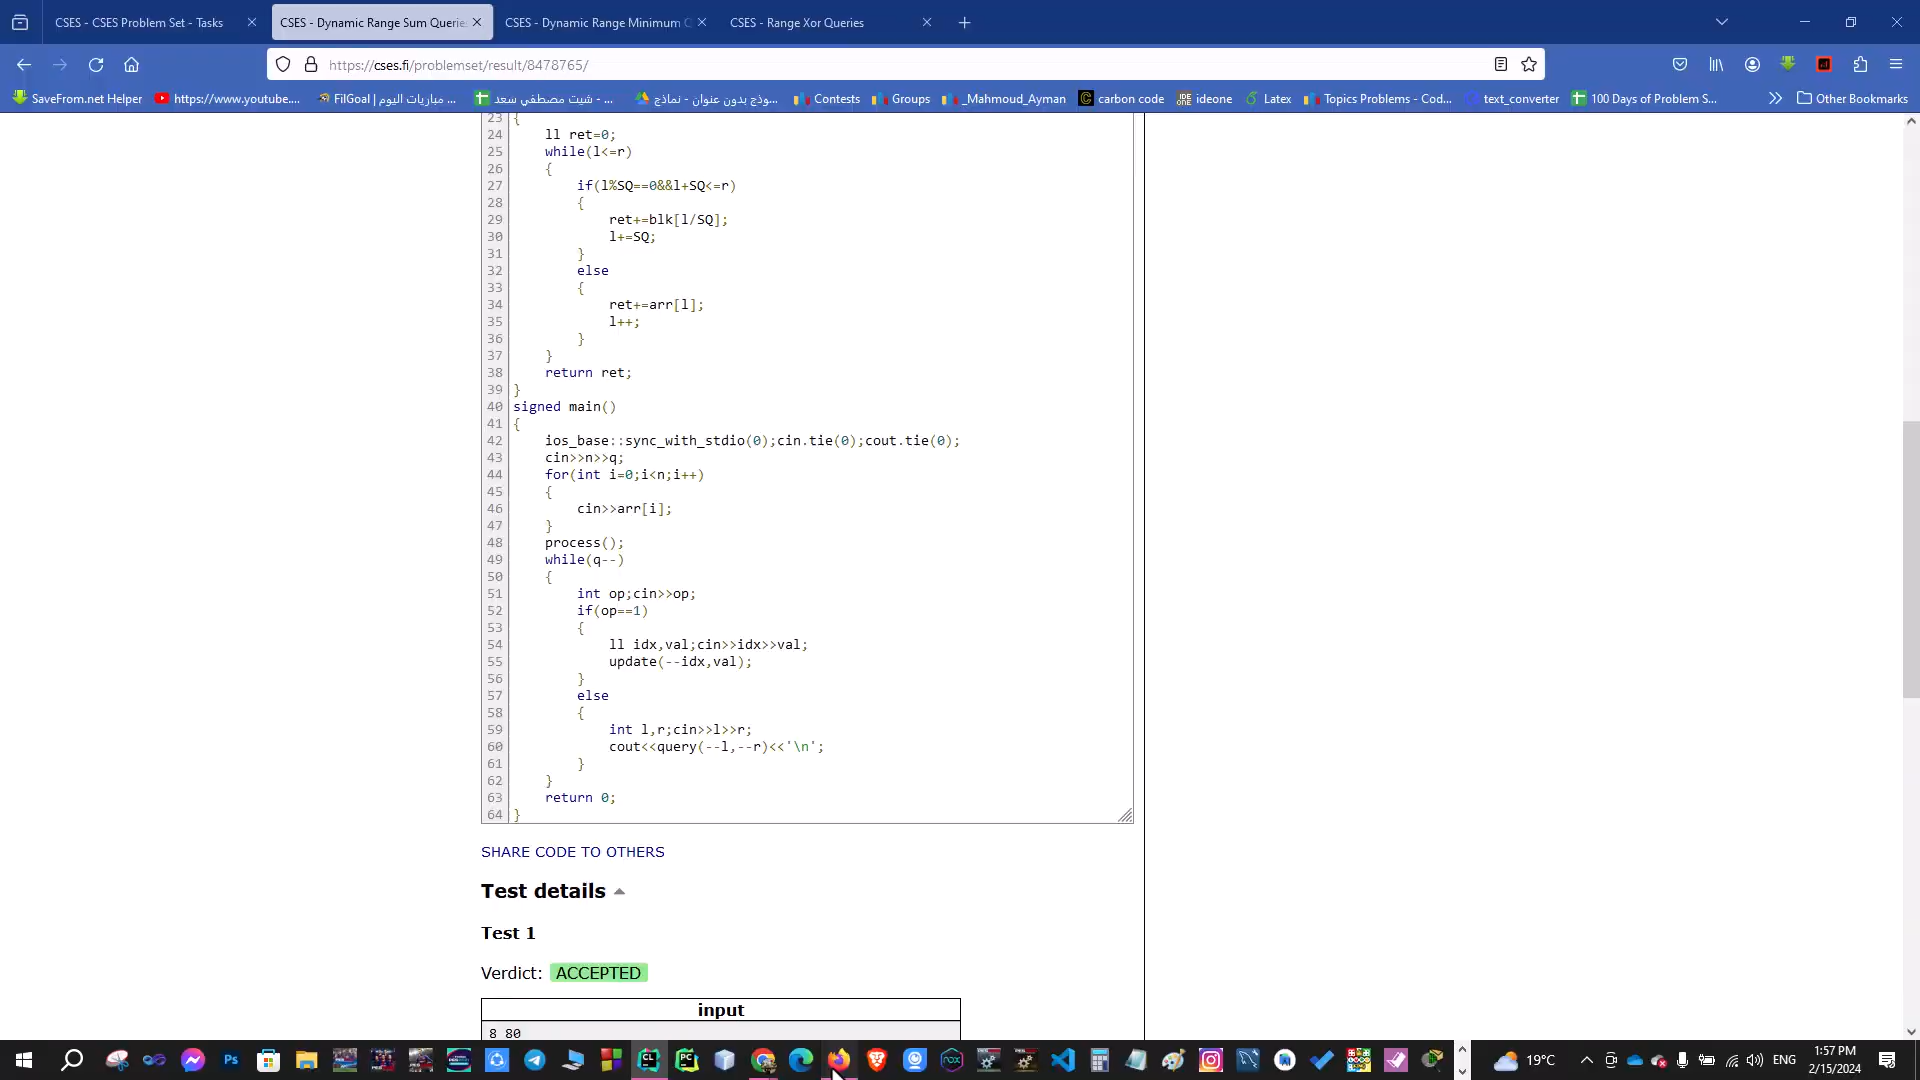 CSES - CSES Problem Set - Tasks
CSES - Dynamic Range Sum Querie
CSES - Dynamic Range Minimum Q
CSES - Range Xor Queries
https://cses.fi/problemset/result/8478765/
SaveFrom.net Helper
https://www.youtube....
FilGoal | مباريات اليوم ...
شيت مصطفي سعد - ...
نموذج بدون عنوان - نماذج...
Contests
Groups
_Mahmoud_Ayman
carbon code
ideone
Latex
Topics Problems - Cod...
text_converter
100 Days of Problem S...
Other Bookmarks
23 {
24 ll ret=0;
25 while(l<=r)
26 {
27 if(l%SQ==0&&l+SQ<=r)
28 {
29 ret+=blk[l/SQ];
30 l+=SQ;
31 }
32 else
33 {
34 ret+=arr[l];
35 l++;
36 }
37 }
38 return ret;
39 }
40 signed main()
41 {
42 ios_base::sync_with_stdio(0);cin.tie(0);cout.tie(0);
43 cin>>n>>q;
44 for(int i=0;i<n;i++)
45 {
46 cin>>arr[i];
47 }
48 process();
49 while(q--)
50 {
51 int op;cin>>op;
52 if(op==1)
53 {
54 ll idx,val;cin>>idx>>val;
55 update(--idx,val);
56 }
57 else
58 {
59 int l,r;cin>>l>>r;
60 cout<<query(--l,--r)<<'\n';
61 }
62 }
63 return 0;
64 }
SHARE CODE TO OTHERS
Test details
Test 1
Verdict: ACCEPTED
input
8 80
19°C
ENG
1:57 PM
2/15/2024